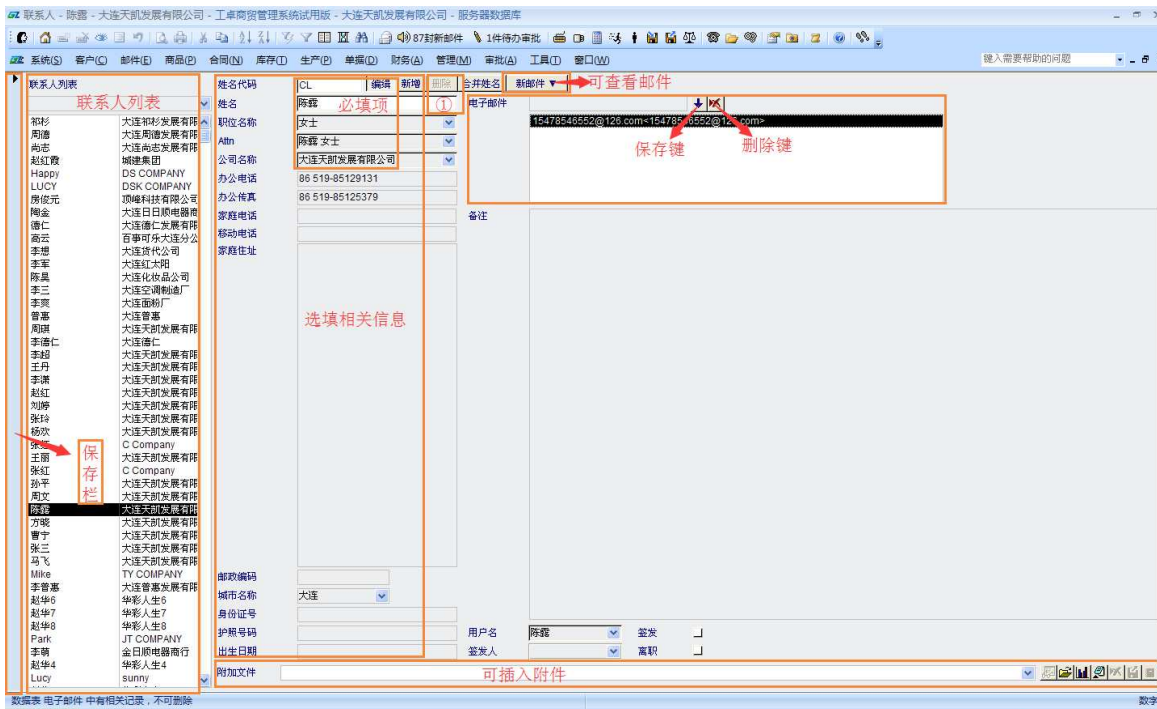 联系人 - 陈露 - 大连天凯发展有限公司 - 工卓商贸管理系统试用版 - 大连天凯发展有限公司 - 服务器数据库
87封新邮件 1件待办审批
系统(S) 客户(C) 邮件(E) 商品(P) 合同(N) 库存(T) 生产(P) 单据(D) 财务(A) 管理(M) 审批(A) 工具(T) 窗口(W) 键入需要帮助的问题
联系人列表
联系人列表
祁杉 大连祁杉发展有限
周德 大连周德发展有限
尚志 大连尚志发展有限
赵红霞 城建集团
Happy DS COMPANY
LUCY DSK COMPANY
房俊元 顶峰科技有限公司
陶金 大连日日顺电器商
德仁 大连德仁发展有限
高云 百事可乐大连分公
李想 大连货代公司
李军 大连红太阳
陈昊 大连化妆品公司
李三 大连空调制造厂
李爽 大连面粉厂
曾惠 大连曾惠
周琪 大连天凯发展有限
李德仁 大连德仁
李超 大连天凯发展有限
王丹 大连天凯发展有限
李潇 大连天凯发展有限
赵红 大连天凯发展有限
刘婷 大连天凯发展有限
张玲 大连天凯发展有限
杨欢 大连天凯发展有限
张红 C Company
王丽 大连天凯发展有限
张红 C Company
孙平 大连天凯发展有限
周文 大连天凯发展有限
陈露 大连天凯发展有限
方晓 大连天凯发展有限
曹宁 大连天凯发展有限
张三 大连天凯发展有限
马飞 大连天凯发展有限
Mike TY COMPANY
李曾惠 大连曾惠发展有限
赵华6 华彩人生6
赵华7 华彩人生7
赵华8 华彩人生8
Park JT COMPANY
李萌 金日顺电器商行
赵华4 华彩人生4
Lucy sunny
保存栏
姓名代码 CL 编辑 新增 删除 合并姓名 新邮件 ▼ 可查看邮件
姓名 陈露 必填项 ①
职位名称 女士
Attn 陈露 女士
公司名称 大连天凯发展有限公司
办公电话 86 519-85129131
办公传真 86 519-85125379
家庭电话
移动电话
家庭住址
选填相关信息
邮政编码
城市名称 大连
身份证号
护照号码
出生日期
电子邮件
15478546552@126.com<15478546552@126.com>
保存键 删除键
备注
用户名 陈露 签发
签发人 离职
附加文件 可插入附件
数据表 电子邮件 中有相关记录，不可删除 数字